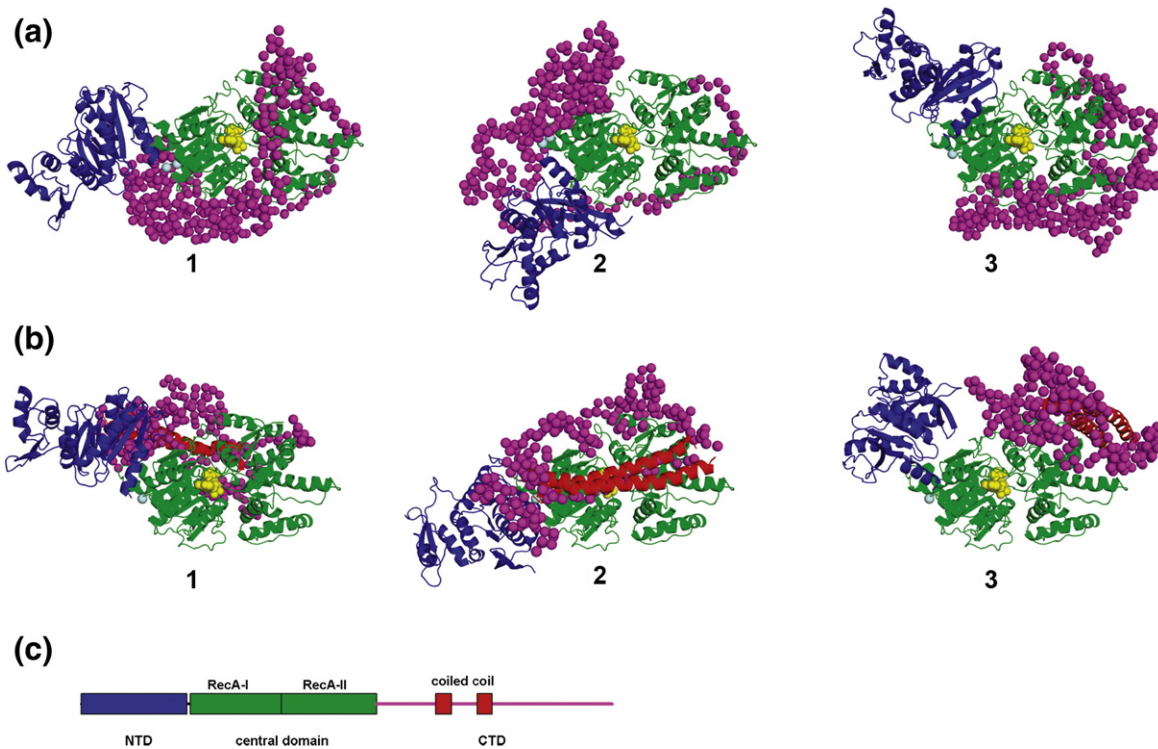 (a)
1 2 3
(b)
1 2 3
(c)
RecA-I RecA-II coiled coil
NTD central domain CTD